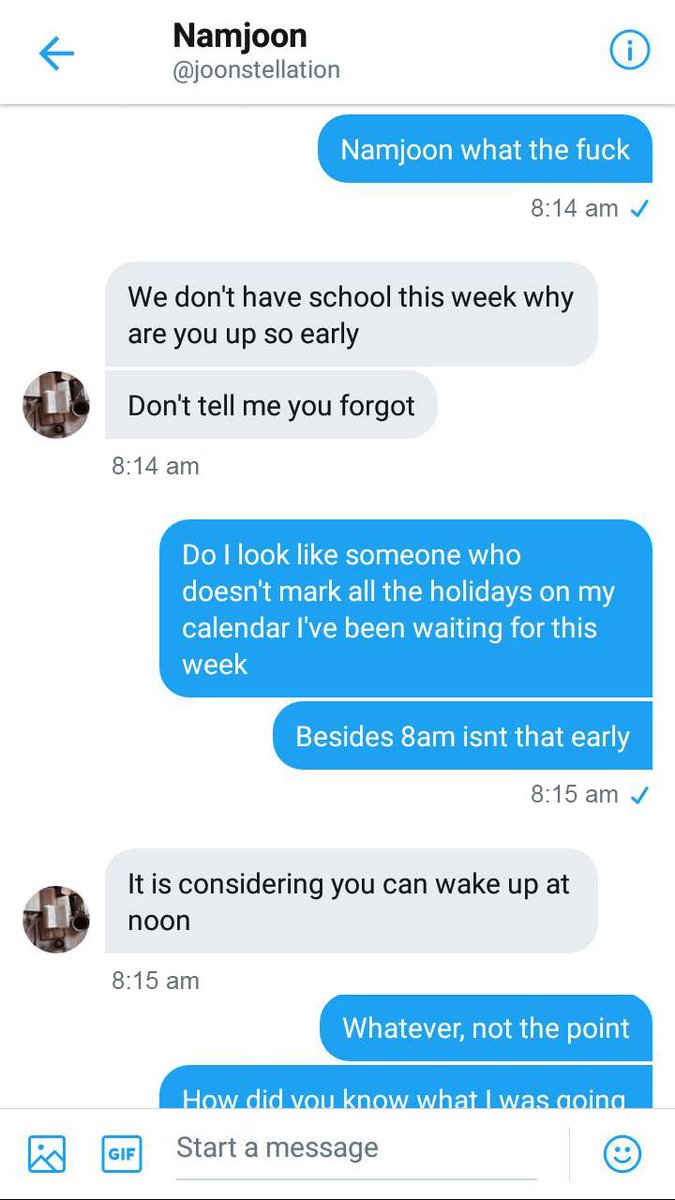 Namjoon
@joonstellation
Namjoon what the fuck
8:14 am
We don't have school this week why
are you up so early
Don't tell me you forgot
8:14 am
Do I look like someone who
doesn't mark all the holidays on my
calendar I've been waiting for this
week
Besides 8am isnt that early
8:15 am
It is considering you can wake up at
noon
8:15 am
Whatever, not the point
How did you know what I was going
GIF
Start a message